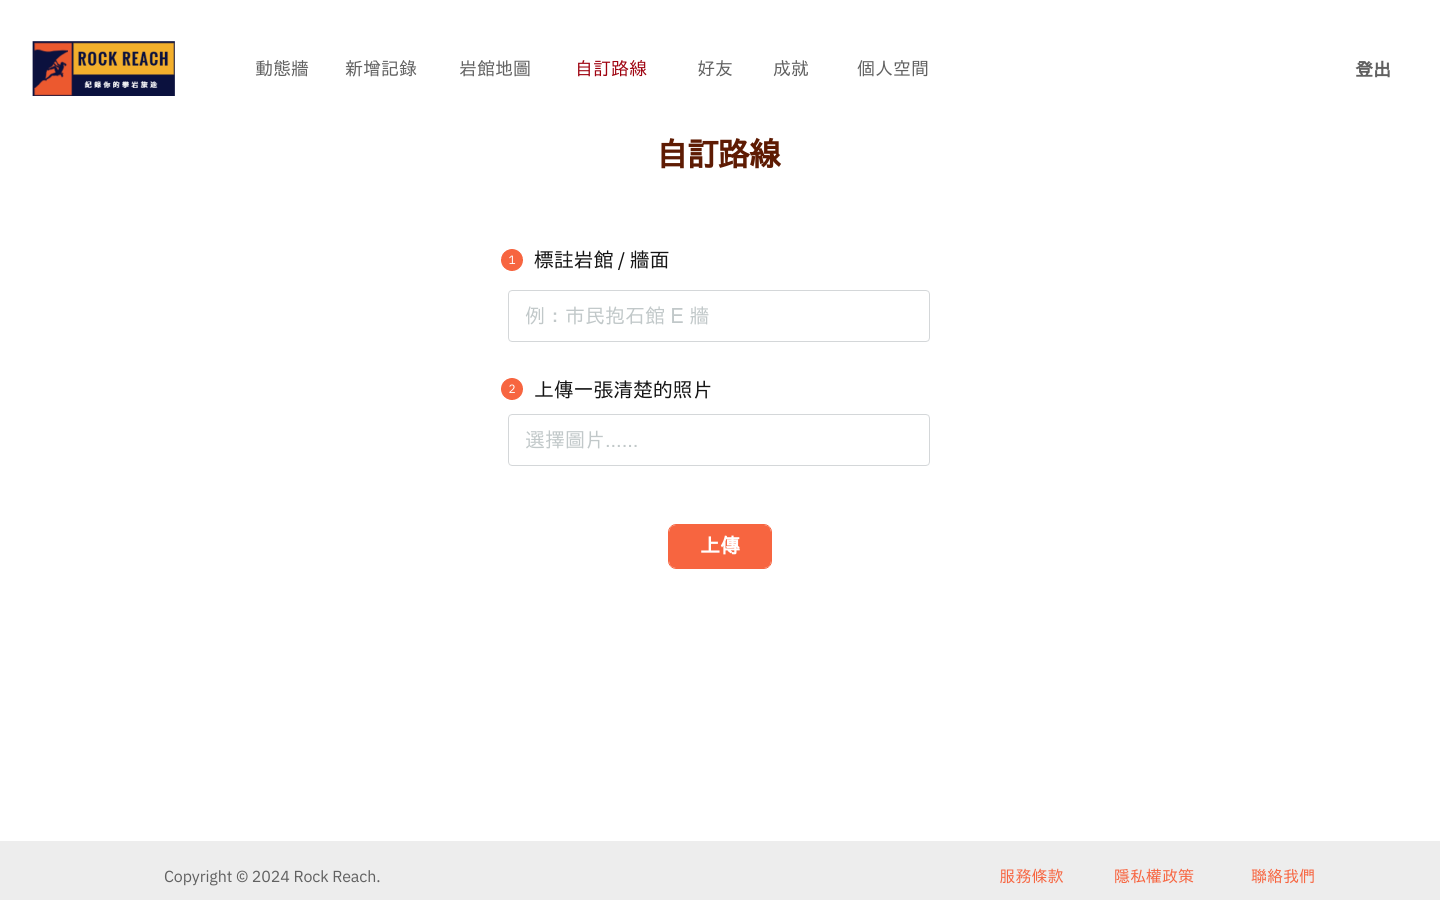 ROCK REACH
紀錄你的攀岩旅途
動態牆 新增記錄 岩館地圖 自訂路線 好友 成就 個人空間 登出
自訂路線
1 標註岩館 / 牆面
例：市民抱石館 E 牆
2 上傳一張清楚的照片
選擇圖片......
上傳
Copyright © 2024 Rock Reach. 服務條款 隱私權政策 聯絡我們